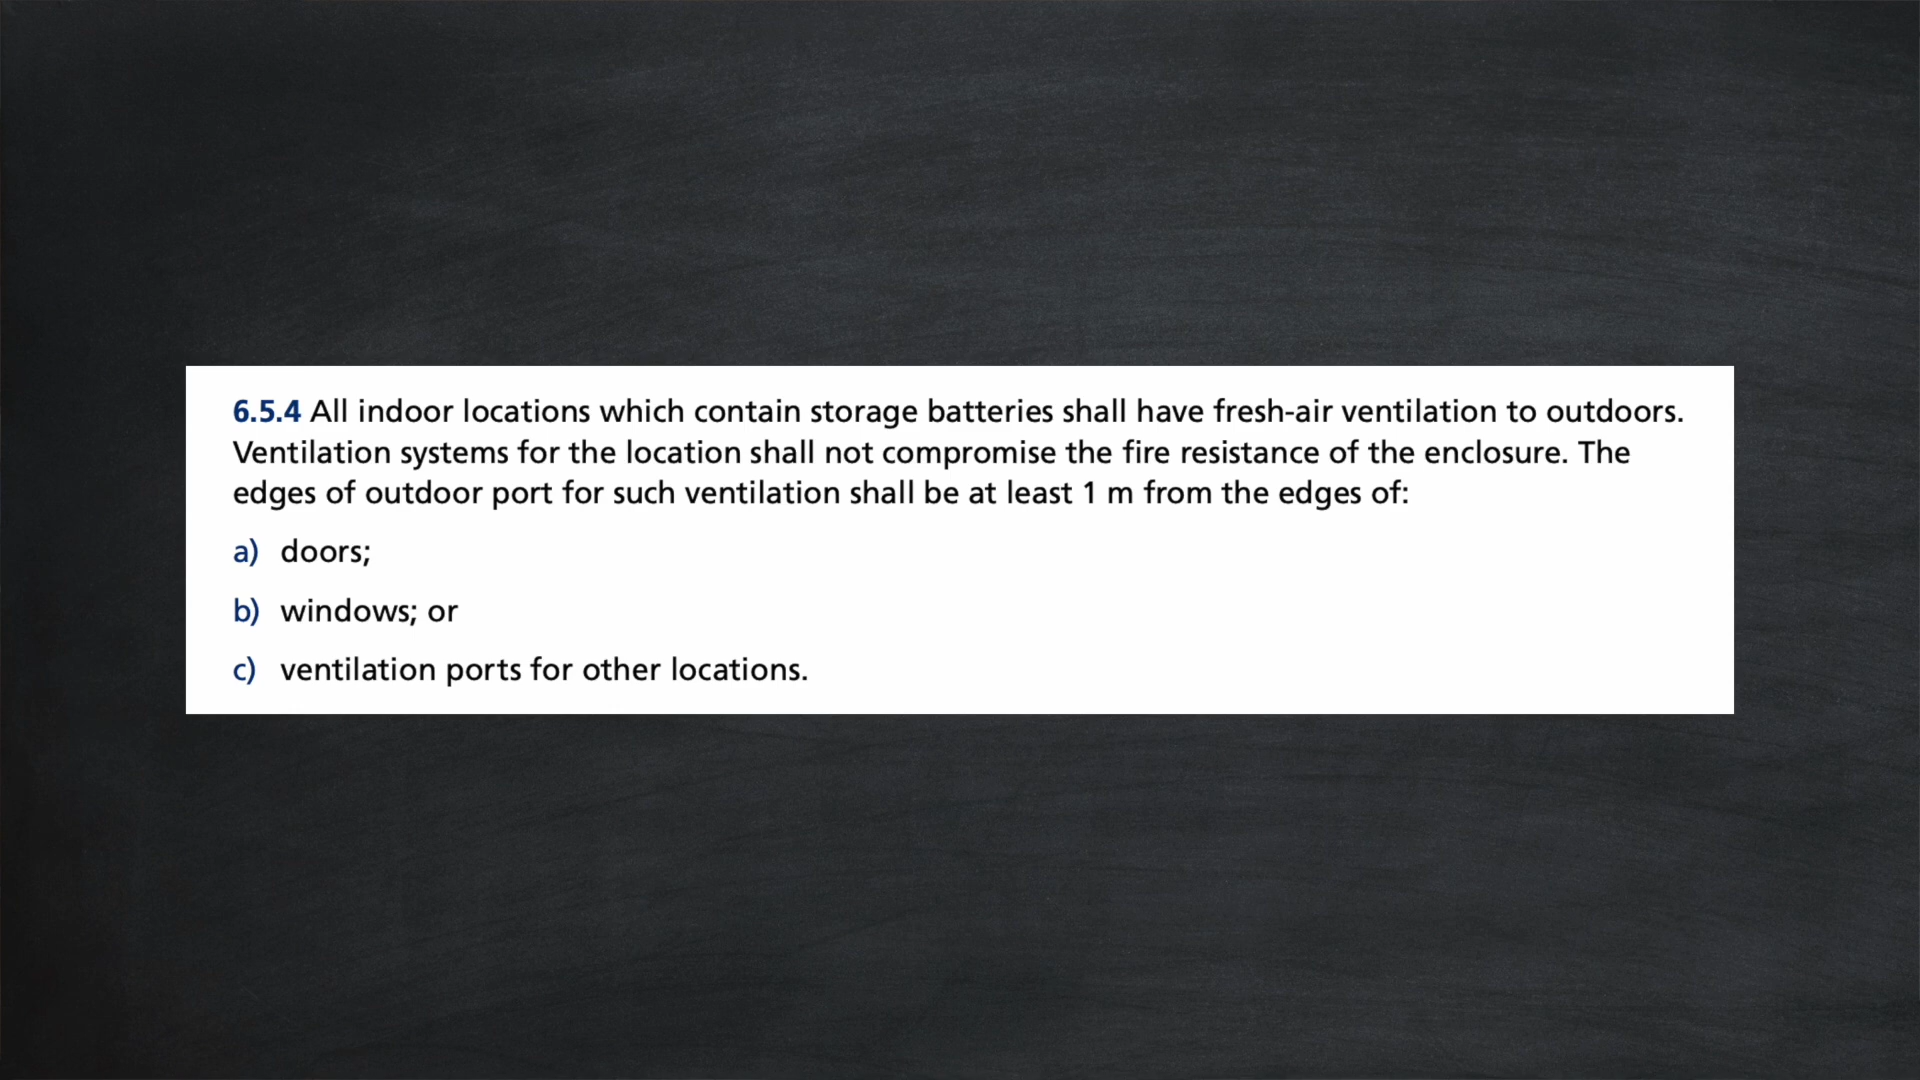 6.5.4 All indoor locations which contain storage batteries shall have fresh-air ventilation to outdoors.
Ventilation systems for the location shall not compromise the fire resistance of the enclosure. The
edges of outdoor port for such ventilation shall be at least 1 m from the edges of:
a) doors;
b) windows; or
c) ventilation ports for other locations.